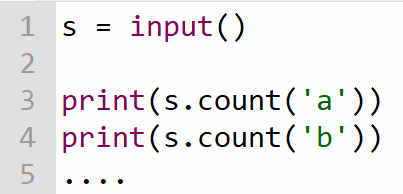 1 s = input()
2
3 print(s.count('a'))
4 print(s.count('b'))
5 ....